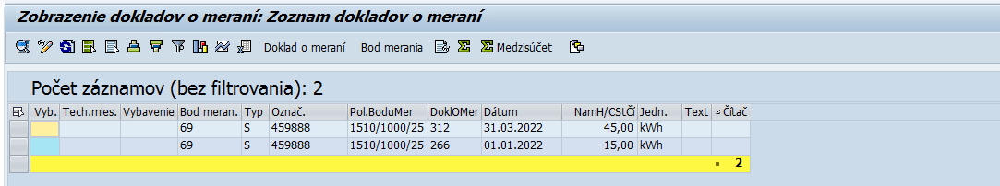 Zobrazenie dokladov o meraní: Zoznam dokladov o meraní
Doklad o meraní Bod merania Medzisúčet
Počet záznamov (bez filtrovania): 2
Vyb. Tech.mies. Vybavenie Bod meran. Typ Označ. Pol.BoduMer DoklOMer Dátum NamH/CStČí Jedn. Text Čítač
69 S 459888 1510/1000/25 312 31.03.2022 45,00 kWh
69 S 459888 1510/1000/25 266 01.01.2022 15,00 kWh
2